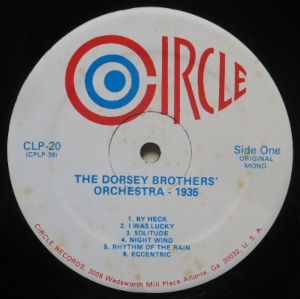 CIRCLE
CLP-20
(CPLP-39)
Side One
ORIGINAL
MONO
THE DORSEY BROTHERS'
ORCHESTRA - 1935
1. BY HECK
2. I WAS LUCKY
3. SOLITUDE
4. NIGHT WIND
5. RHYTHM OF THE RAIN
6. ECCENTRIC
CIRCLE RECORDS, 3008 Wadsworth Mill Place Atlanta, Ga. 30032, U. S. A.